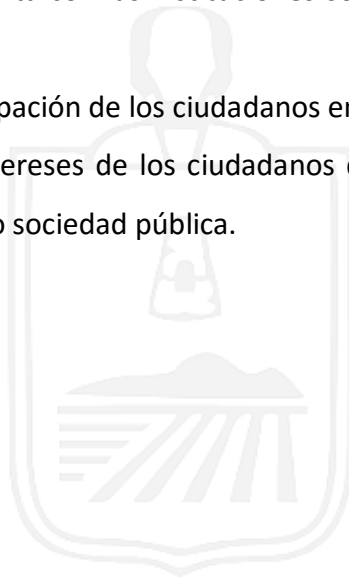 pación de los ciudadanos en
ereses de los ciudadanos
o sociedad pública.